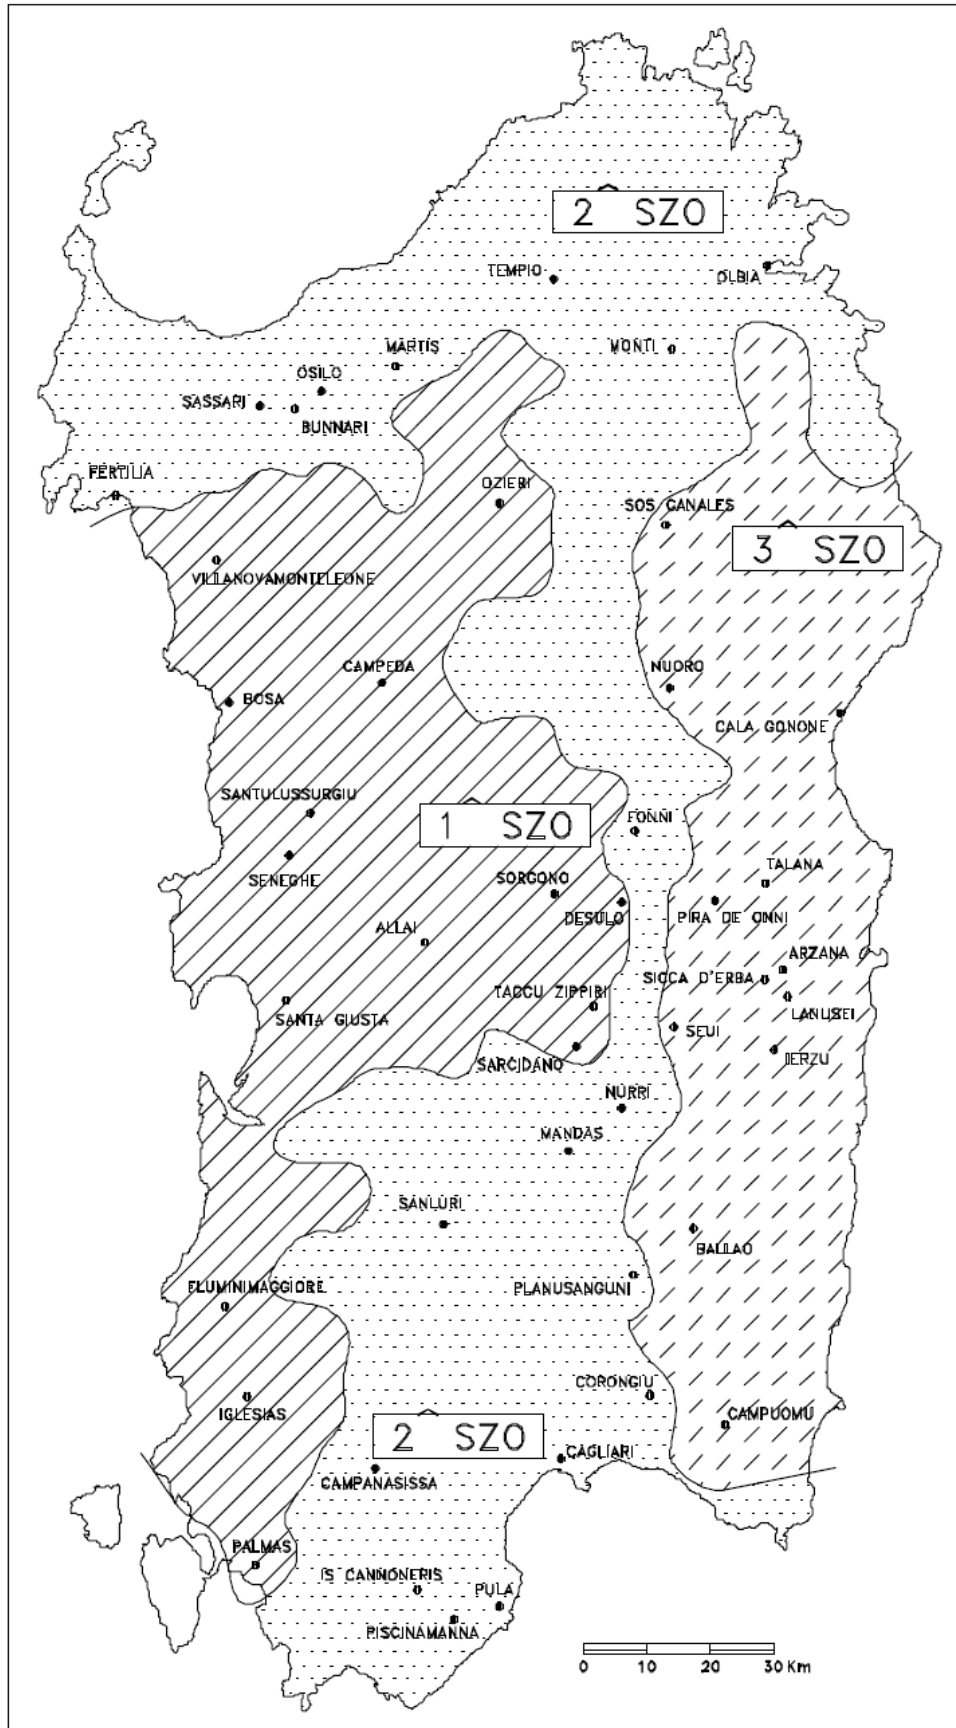 2^ SZO
TEMPIO
OLBIA
MONTI
MARTIS
OSILO
SASSARI
BUNNARI
FERTILIA
OZIERI
SOS CANALES
3^ SZO
VILLANOVAMONTELEONE
CAMPEDA
NUORO
BOSA
CALA GONONE
SANTULUSSURGIU
1^ SZO
FONNI
SENEGHE
SORGONO
TALANA
DESULO
PIRA DE ONNI
ALLAI
ARZANA
SICCA D'ERBA
TACCU ZIPPIRI
SANTA GIUSTA
LANUSEI
SEUI
SARCIDANO
IERZU
NURRI
MANDAS
SANLURI
BALLAO
FLUMINIMAGGIORE
PLANUSANGUNI
CORONGIU
IGLESIAS
CAMPUOMU
2^ SZO
CAGLIARI
CAMPANASISSA
PALMAS
IS CANNONERIS
PULA
PISCINAMANNA
0 10 20 30 Km